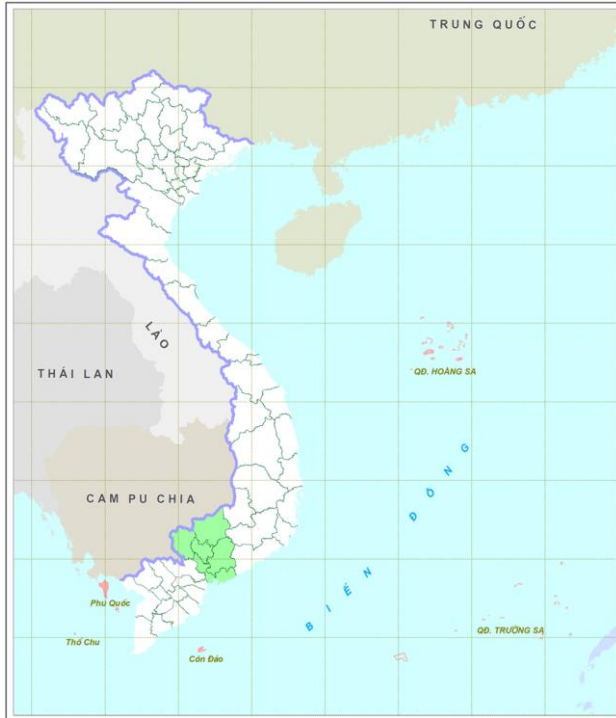 TRUNG QUỐC
LÀO
THÁI LAN
QĐ. HOÀNG SA
BIỂN ĐÔNG
CAM PU CHIA
Phú Quốc
Thổ Chu
Côn Đảo
QĐ. TRƯỜNG SA